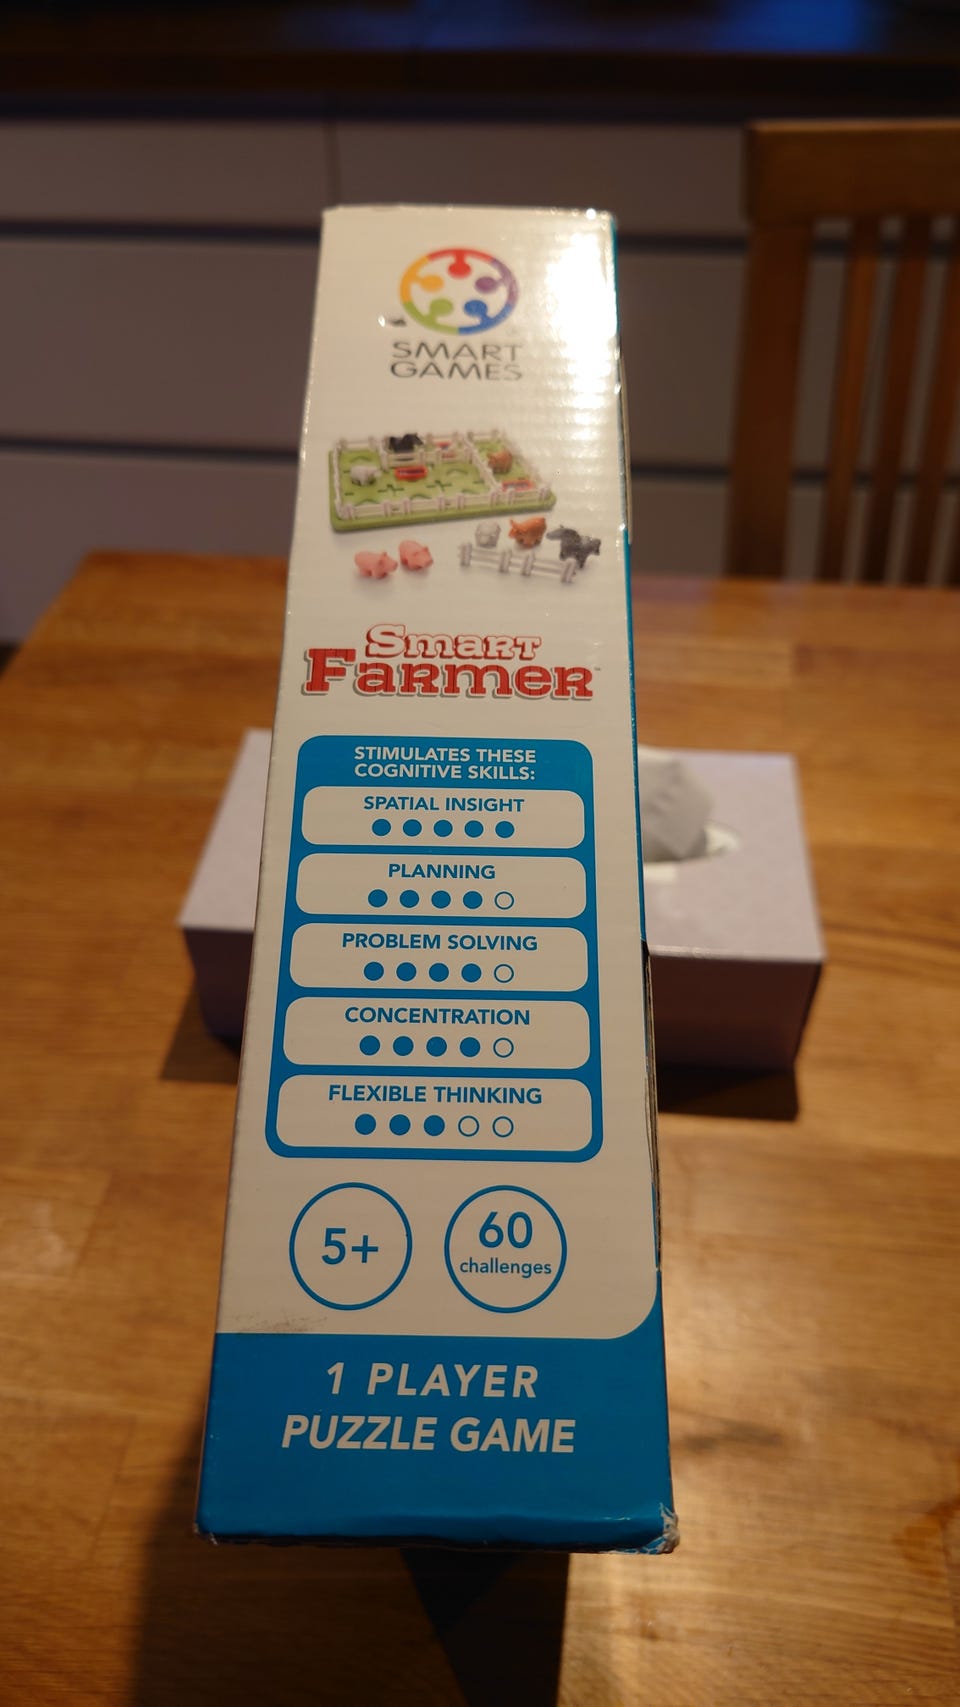 SMART
GAMES
Smart
Farmer
STIMULATES THESE
COGNITIVE SKILLS:
SPATIAL INSIGHT
PLANNING
PROBLEM SOLVING
CONCENTRATION
FLEXIBLE THINKING
5+
60
challenges
1 PLAYER
PUZZLE GAME